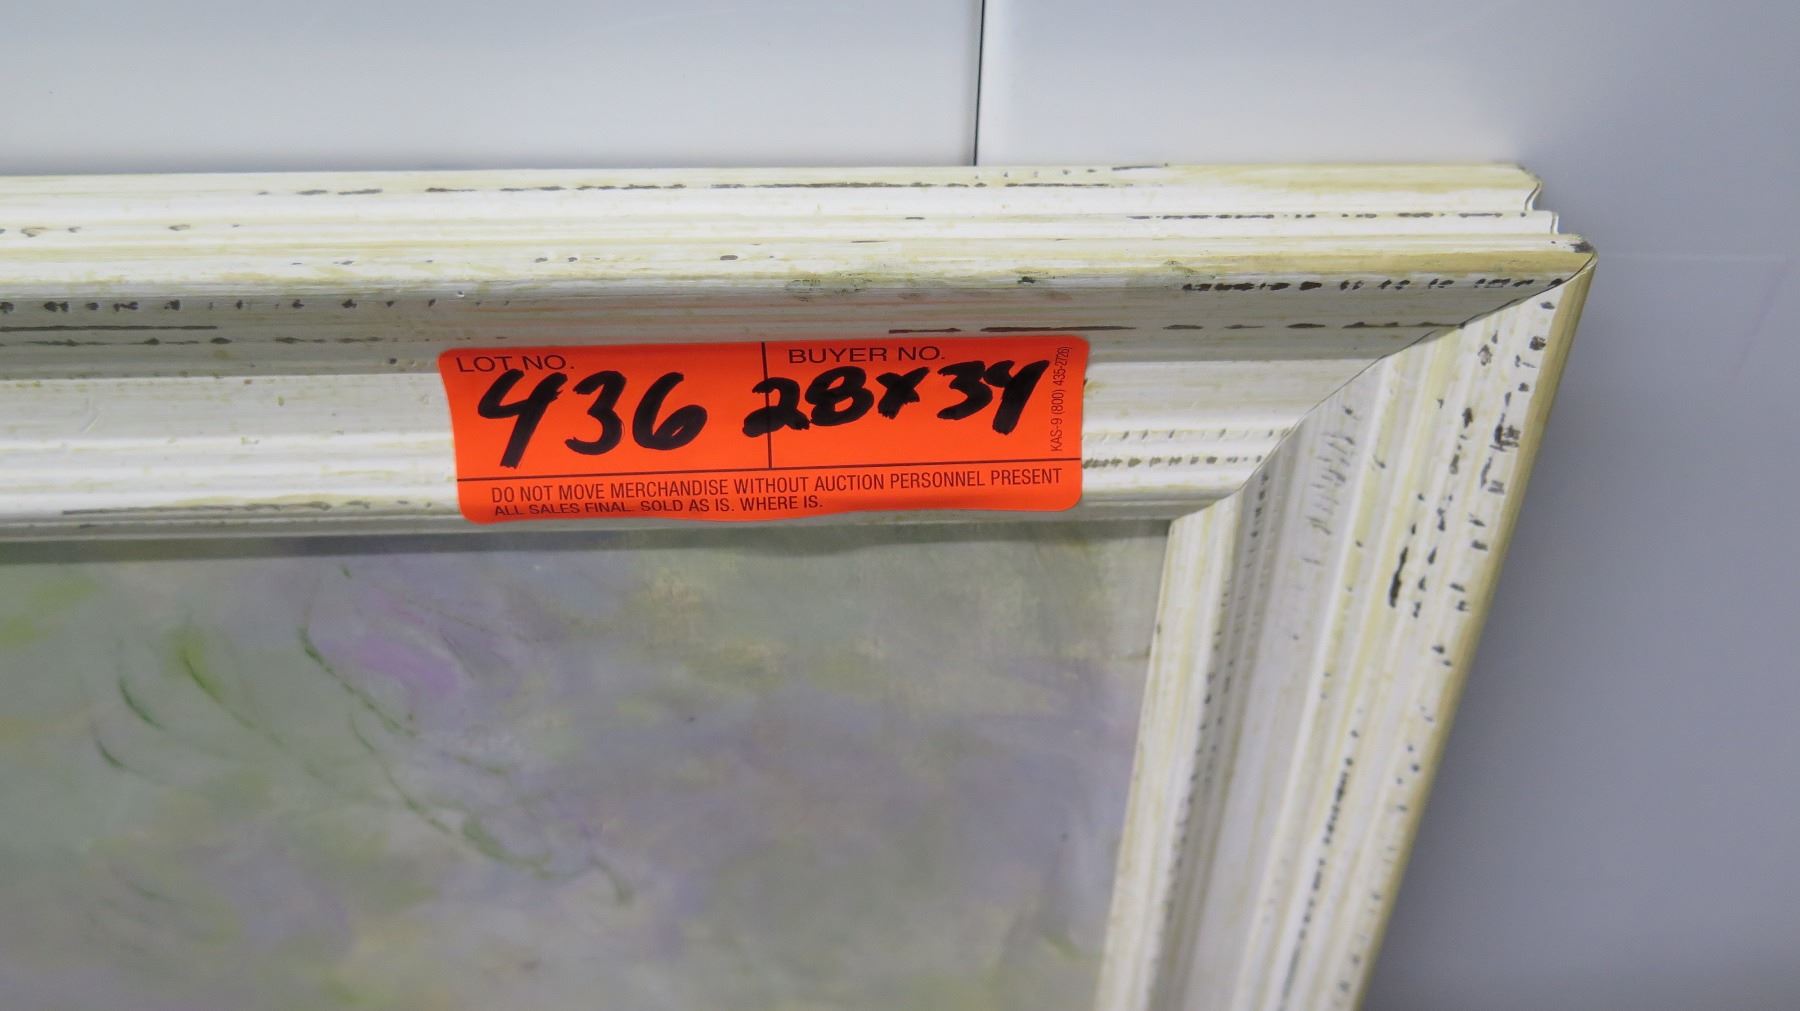 LOT NO. BUYER NO.
436 28x34
KAS-9 (800) 435-2726)
DO NOT MOVE MERCHANDISE WITHOUT AUCTION PERSONNEL PRESENT
ALL SALES FINAL. SOLD AS IS. WHERE IS.